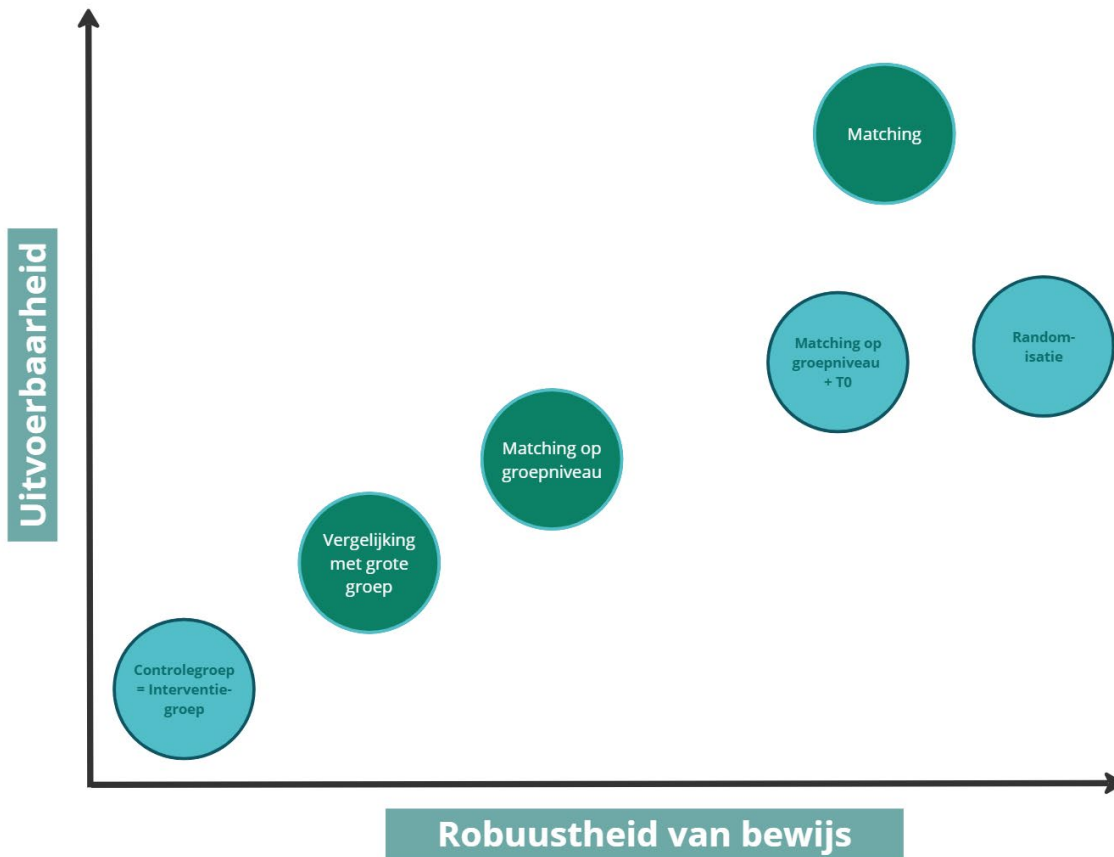 Matching
Uitvoerbaarheid
Matching op
groepniveau
+ T0
Random-
isatie
Matching op
groepniveau
Vergelijking
met grote
groep
Controlegroep
= Interventie-
groep
Robuustheid van bewijs